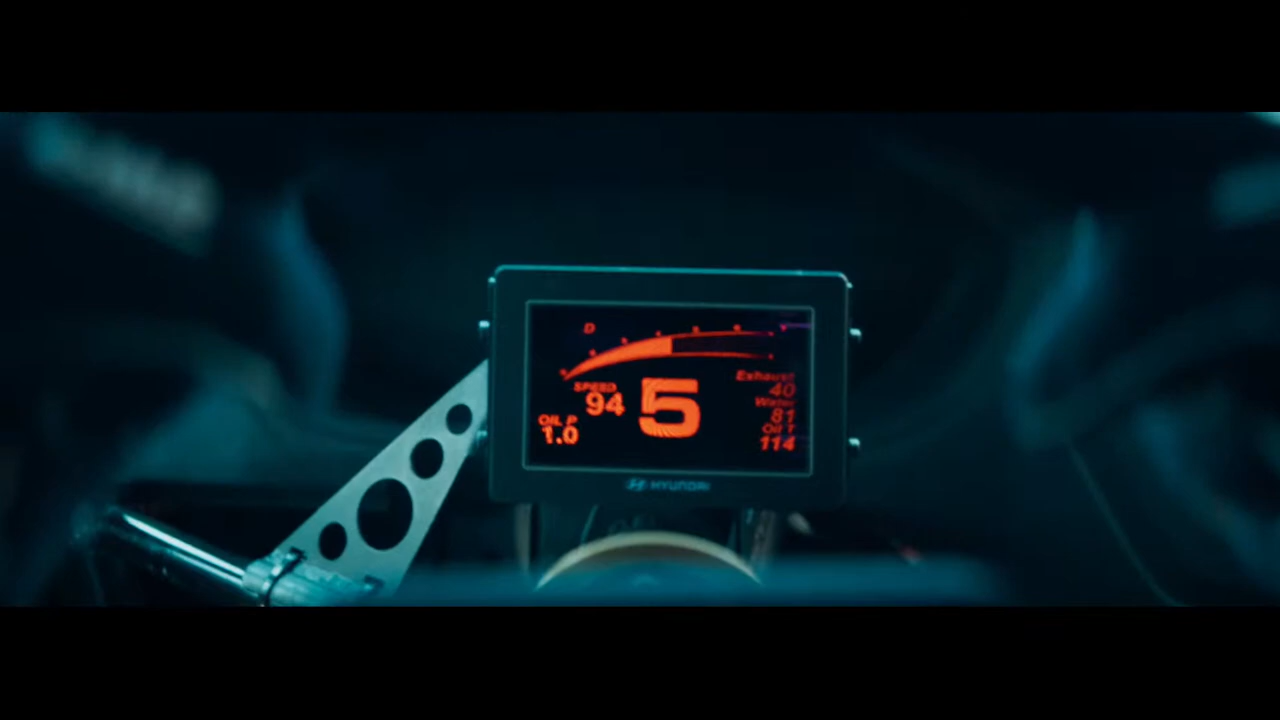 D
SPEED
94
5
OIL P
1.0
Exhaust
40
Water
81
Oil T
114
HYUNDAI